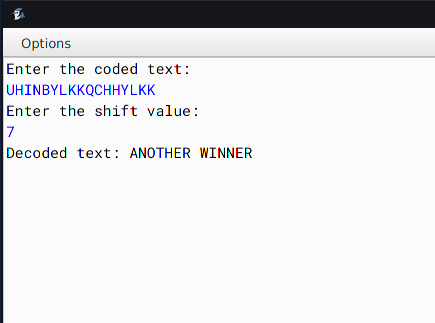 Options
Enter the coded text:
UHINBYLKKQCHHYLKK
Enter the shift value:
7
Decoded text: ANOTHER WINNER